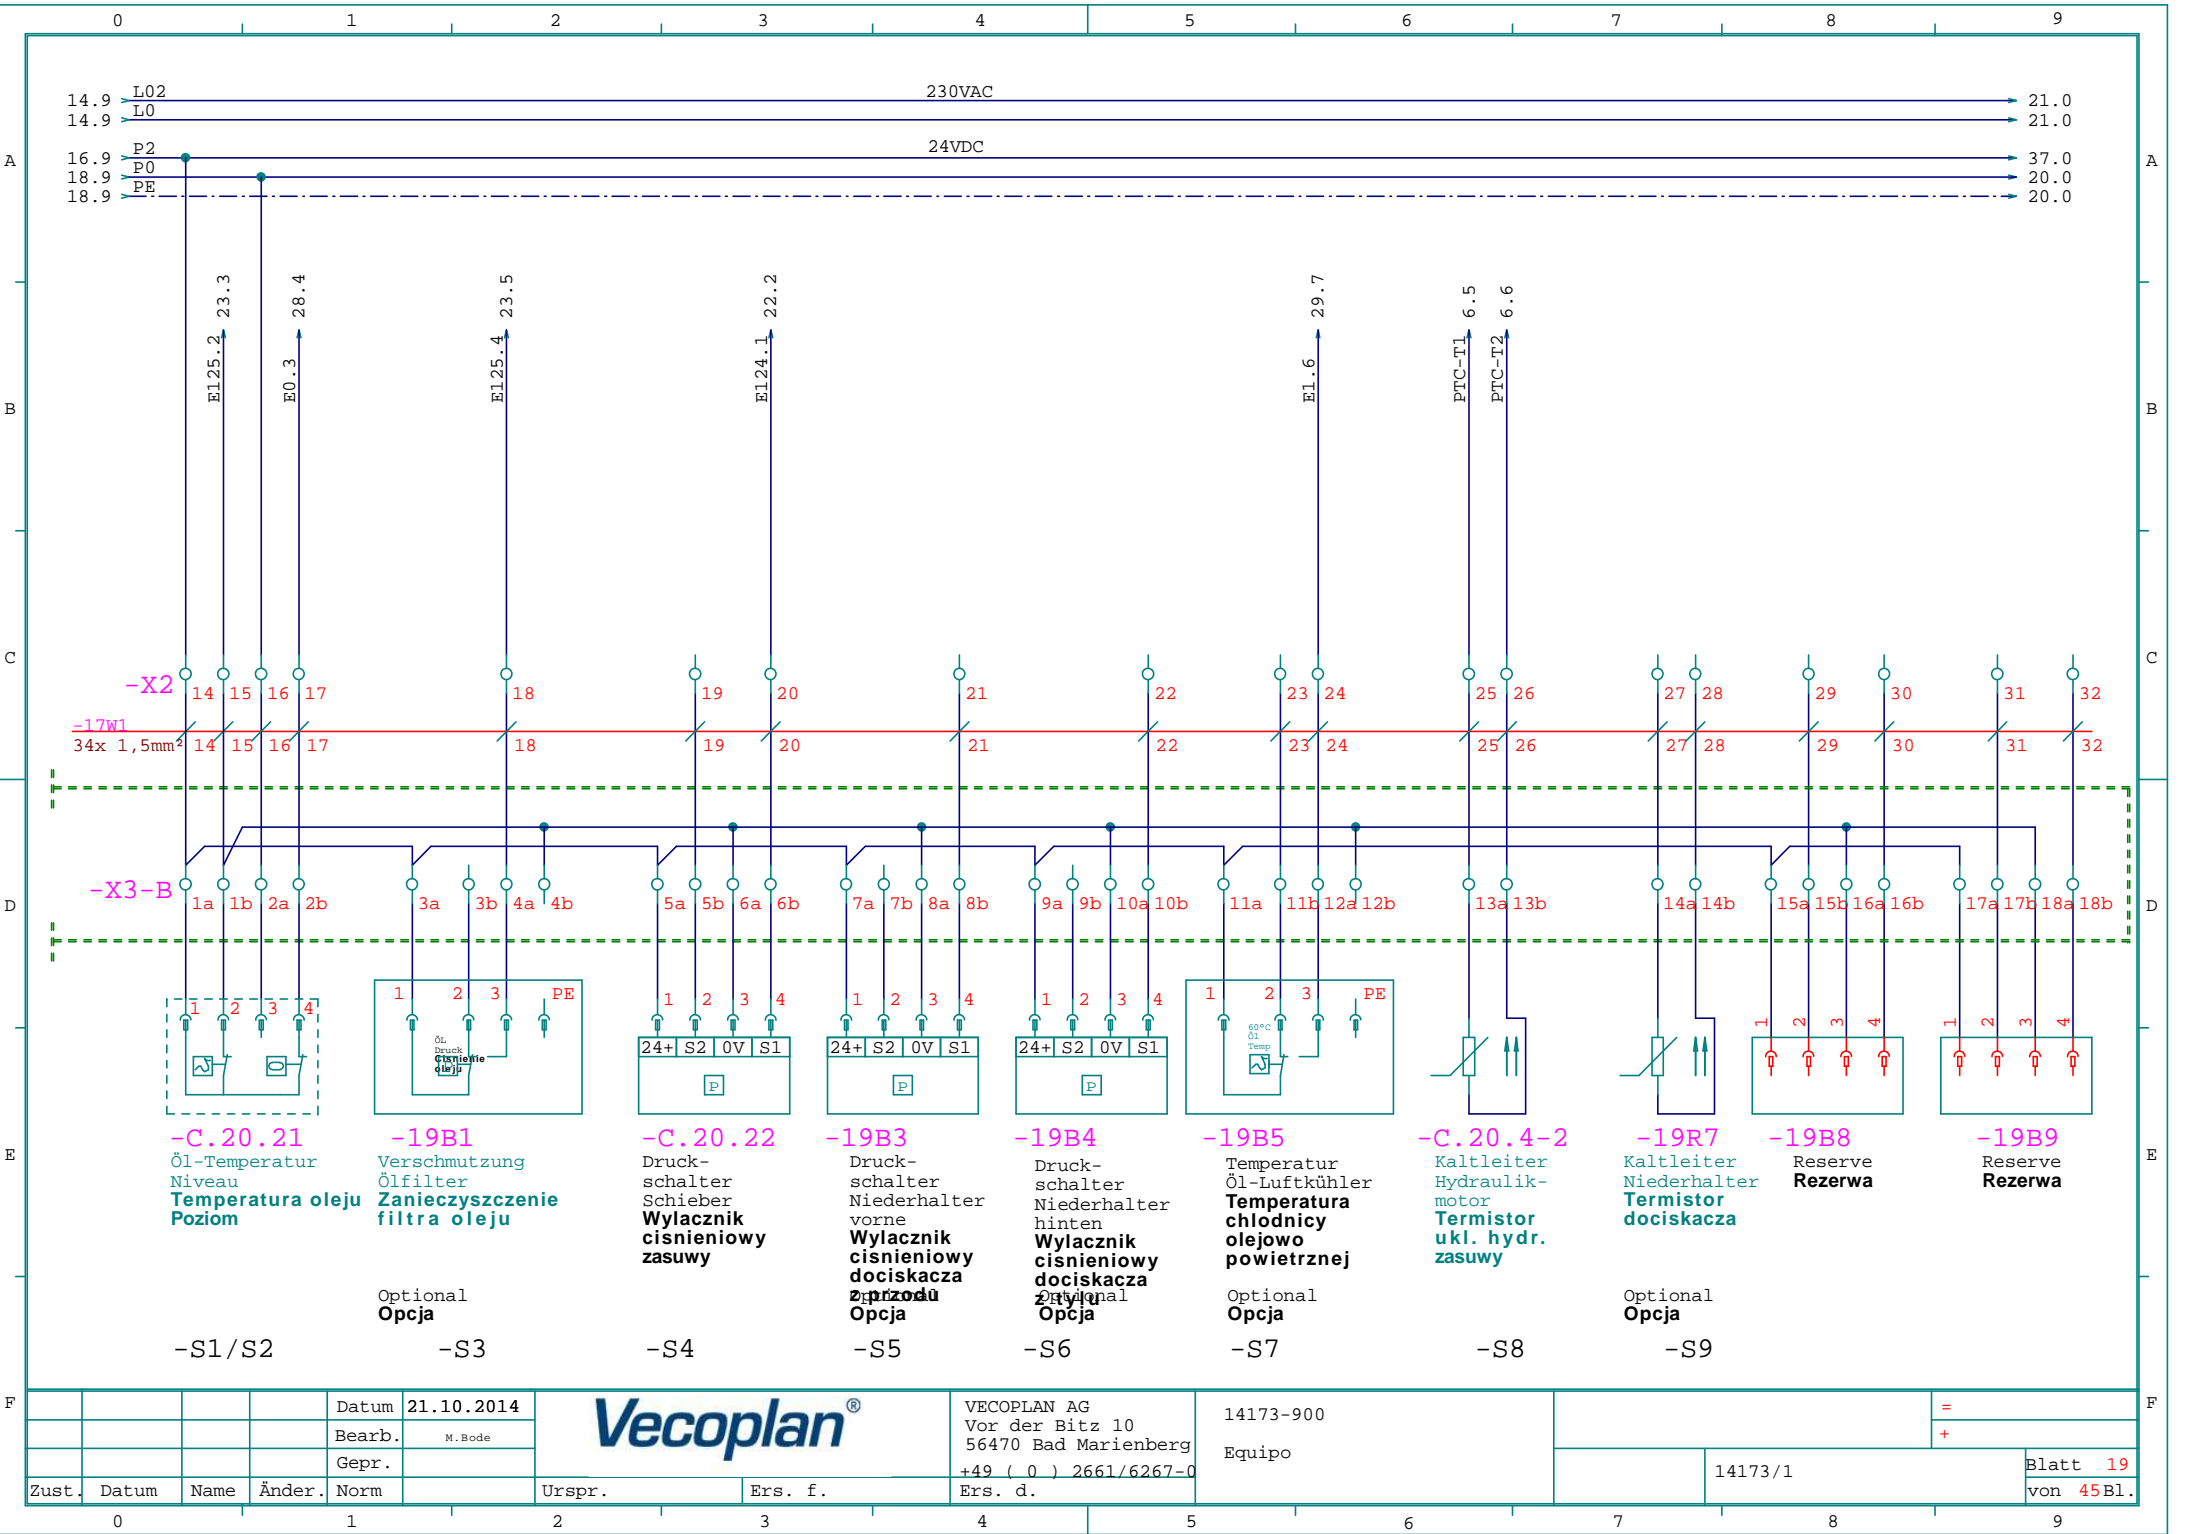 0 1 2 3 4 5 6 7 8 9
14.9 L02 230VAC 21.0
14.9 L0 21.0
A 16.9 P2 24VDC 37.0 A
18.9 P0 20.0
18.9 PE 20.0
E125.2 23.3
E0.3 28.4
E125.4 23.5
E124.1 22.2
E1.6 29.7
PTC-T1 6.5
PTC-T2 6.6
B B
C C
-X2 14 15 16 17 18 19 20 21 22 23 24 25 26 27 28 29 30 31 32
-17W1
34x 1,5mm² 14 15 16 17 18 19 20 21 22 23 24 25 26 27 28 29 30 31 32
-X3-B
D 1a 1b 2a 2b 3a 3b 4a 4b 5a 5b 6a 6b 7a 7b 8a 8b 9a 9b 10a 10b 11a 11b 12a 12b 13a 13b 14a 14b 15a 15b 16a 16b 17a 17b 18a 18b D
1 2 3 4
1 2 3 PE
ÖL
Druck
Cisnienie
oleju
1 2 3 4
24+ S2 0V S1
P
1 2 3 4
24+ S2 0V S1
P
1 2 3 4
24+ S2 0V S1
P
1 2 3 PE
60°C
Öl
Temp
1 2 3 4
1 2 3 4
E E
-C.20.21
Öl-Temperatur
Niveau
Temperatura oleju
Poziom
-S1/S2
-19B1
Verschmutzung
Ölfilter
Zanieczyszczenie
filtra oleju
Optional
Opcja
-S3
-C.20.22
Druck-
schalter
Schieber
Wylacznik
cisnieniowy
zasuwy
-S4
-19B3
Druck-
schalter
Niederhalter
vorne
Wylacznik
cisnieniowy
dociskacza
z przodu
Optional
Opcja
-S5
-19B4
Druck-
schalter
Niederhalter
hinten
Wylacznik
cisnieniowy
dociskacza
z tylu
Optional
Opcja
-S6
-19B5
Temperatur
Öl-Luftkühler
Temperatura
chlodnicy
olejowo
powietrznej
Optional
Opcja
-S7
-C.20.4-2
Kaltleiter
Hydraulik-
motor
Termistor
ukl. hydr.
zasuwy
-S8
-19R7
Kaltleiter
Niederhalter
Termistor
dociskacza
Optional
Opcja
-S9
-19B8
Reserve
Rezerwa
-19B9
Reserve
Rezerwa
F F
Datum 21.10.2014
Bearb. M.Bode
Gepr.
Zust. Datum Name Änder. Norm Urspr. Ers. f. Ers. d.
Vecoplan®
VECOPLAN AG
Vor der Bitz 10
56470 Bad Marienberg
+49 ( 0 ) 2661/6267-0
14173-900
Equipo
14173/1
=
+
Blatt 19
von 45 Bl.
0 1 2 3 4 5 6 7 8 9